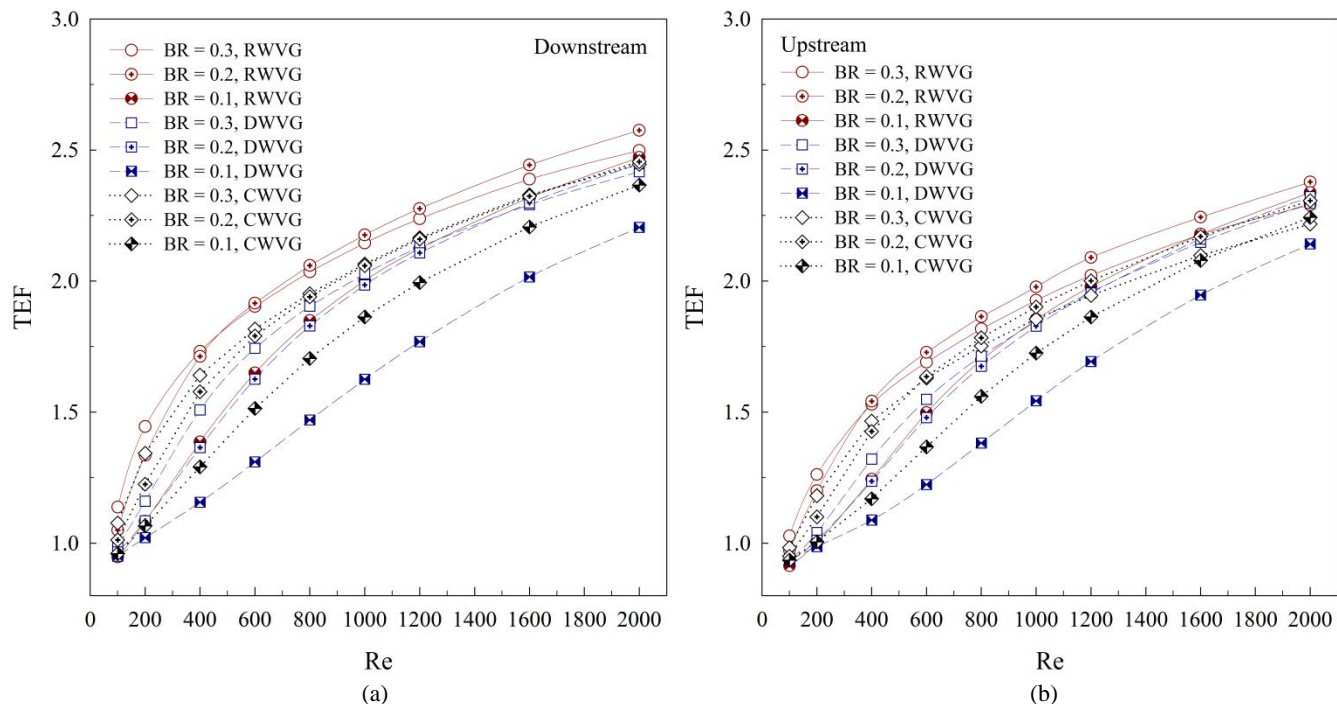 3.0
2.5
2.0
1.5
1.0
TEF
Downstream
BR = 0.3, RWVG
BR = 0.2, RWVG
BR = 0.1, RWVG
BR = 0.3, DWVG
BR = 0.2, DWVG
BR = 0.1, DWVG
BR = 0.3, CWVG
BR = 0.2, CWVG
BR = 0.1, CWVG
0 200 400 600 800 1000 1200 1400 1600 1800 2000
Re
(a)
3.0
2.5
2.0
1.5
1.0
TEF
Upstream
BR = 0.3, RWVG
BR = 0.2, RWVG
BR = 0.1, RWVG
BR = 0.3, DWVG
BR = 0.2, DWVG
BR = 0.1, DWVG
BR = 0.3, CWVG
BR = 0.2, CWVG
BR = 0.1, CWVG
0 200 400 600 800 1000 1200 1400 1600 1800 2000
Re
(b)